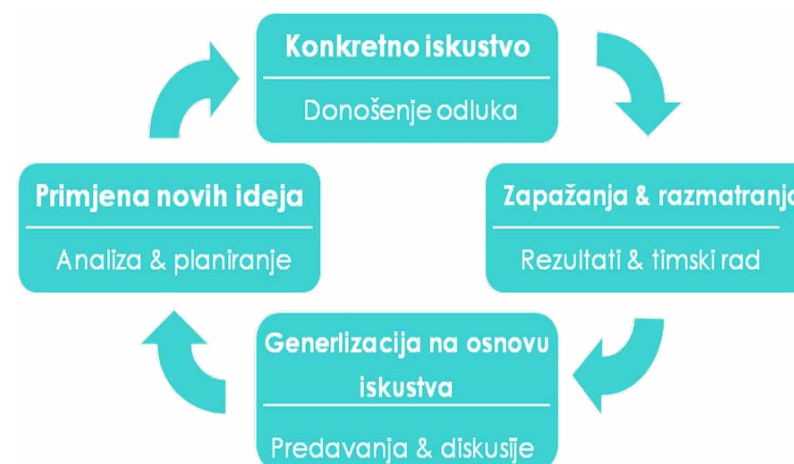 Konkretno iskustvo
Donošenje odluka
Primjena novih ideja
Analiza & planiranje
Zapažanja & razmatranja
Rezultati & timski rad
Generlizacija na osnovu
iskustva
Predavanja & diskusije